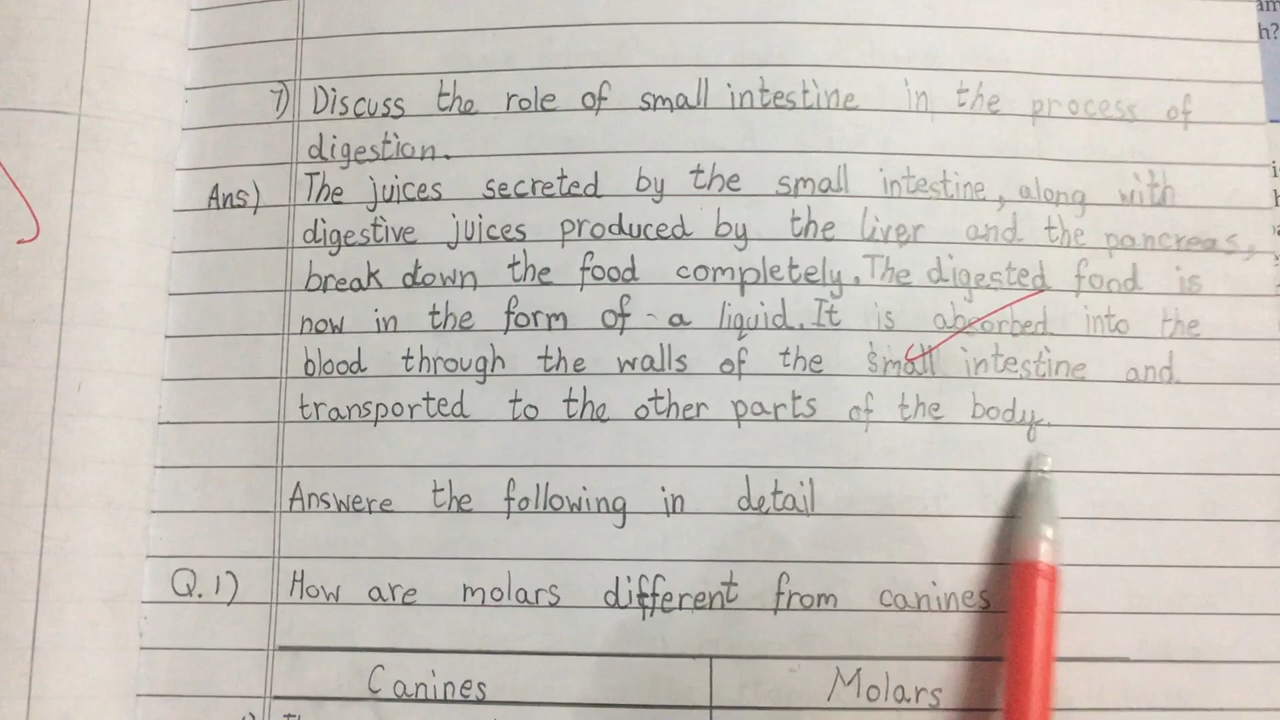 7) Discuss the role of small intestine in the process of
digestion.
Ans) The juices secreted by the small intestine, along with
digestive juices produced by the liver and the pancreas,
break down the food completely. The digested food is
now in the form of - a liquid. It is absorbed into the
blood through the walls of the small intestine and
transported to the other parts of the body.
Answere the following in detail
Q.1) How are molars different from canines
Canines Molars